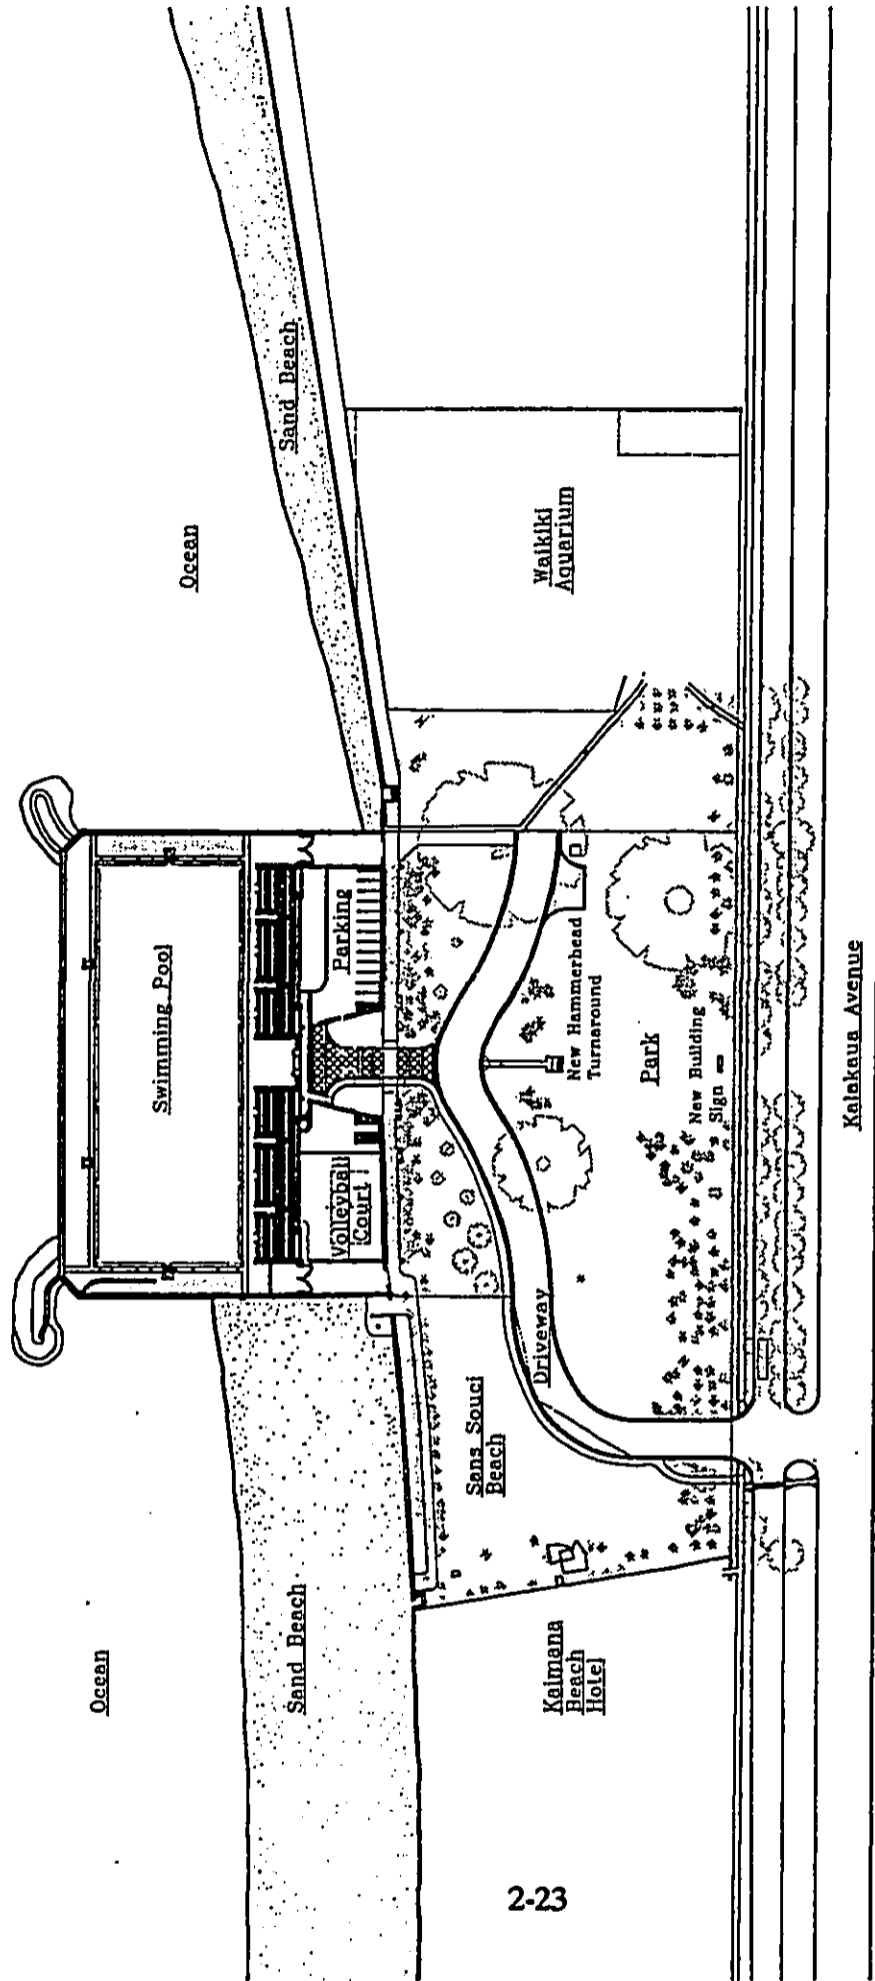 Ocean
Sand Beach
Ocean
Sand Beach
Swimming Pool
Volleyball
Court
Parking
Sans Souci
Beach
Driveway
New Hammerhead
Turnaround
Waikiki
Aquarium
Kaimana
Beach
Hotel
Park
New Building
Sign
Kalakaua Avenue
2-23